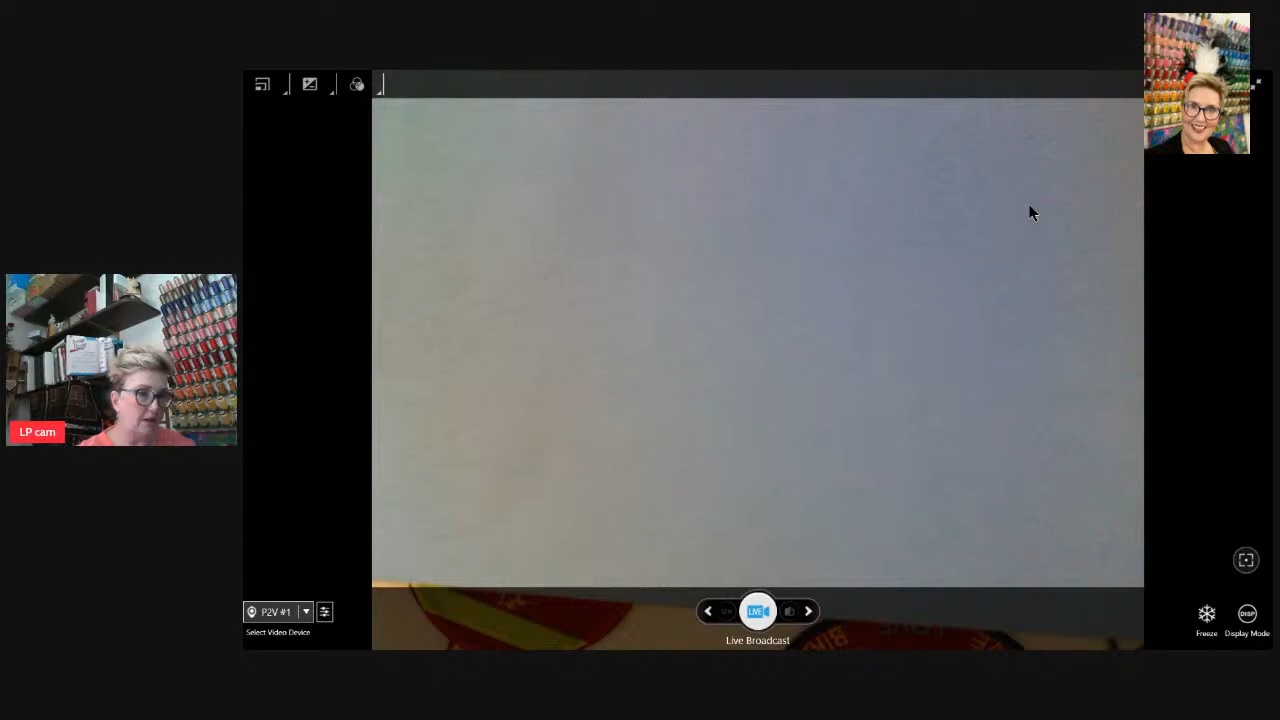 LP cam
P2V #1
Select Video Device
LIVE
Live Broadcast
Freeze
DISP
Display Mode